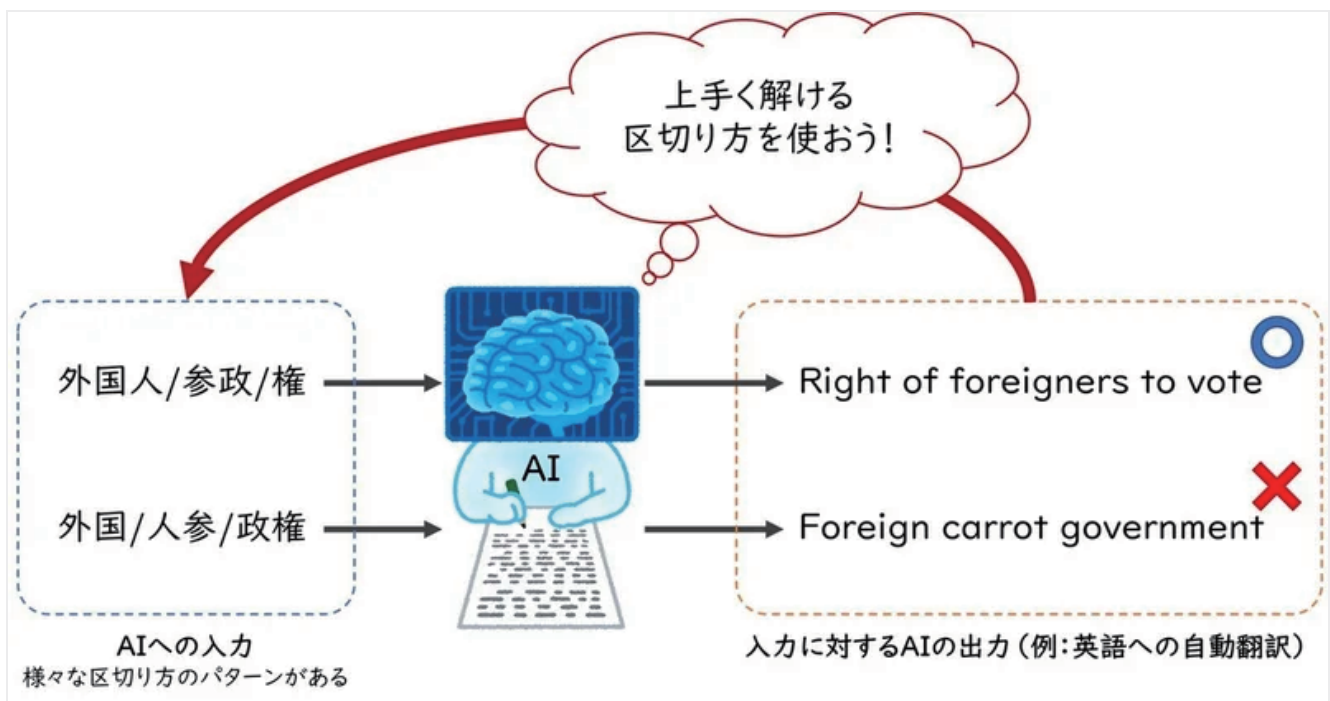 上手く解ける
区切り方を使おう!
外国人/参政/権
Right of foreigners to vote
AI
外国/人参/政権
Foreign carrot government
AIへの入力
様々な区切り方のパターンがある
入力に対するAIの出力(例:英語への自動翻訳)